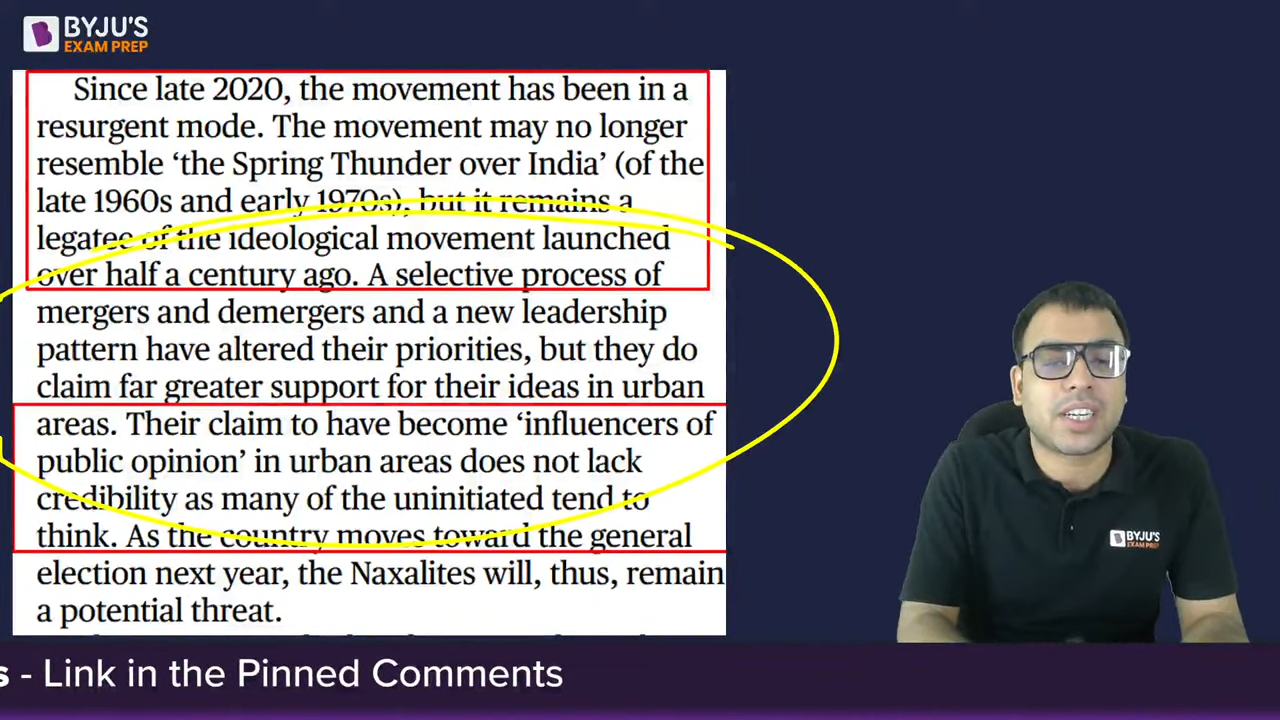 BYJU'S
EXAM PREP
Since late 2020, the movement has been in a
resurgent mode. The movement may no longer
resemble ‘the Spring Thunder over India’ (of the
late 1960s and early 1970s), but it remains a
legatee of the ideological movement launched
over half a century ago. A selective process of
mergers and demergers and a new leadership
pattern have altered their priorities, but they do
claim far greater support for their ideas in urban
areas. Their claim to have become ‘influencers of
public opinion’ in urban areas does not lack
credibility as many of the uninitiated tend to
think. As the country moves toward the general
election next year, the Naxalites will, thus, remain
a potential threat.
BYJU'S
EXAM PREP
s - Link in the Pinned Comments